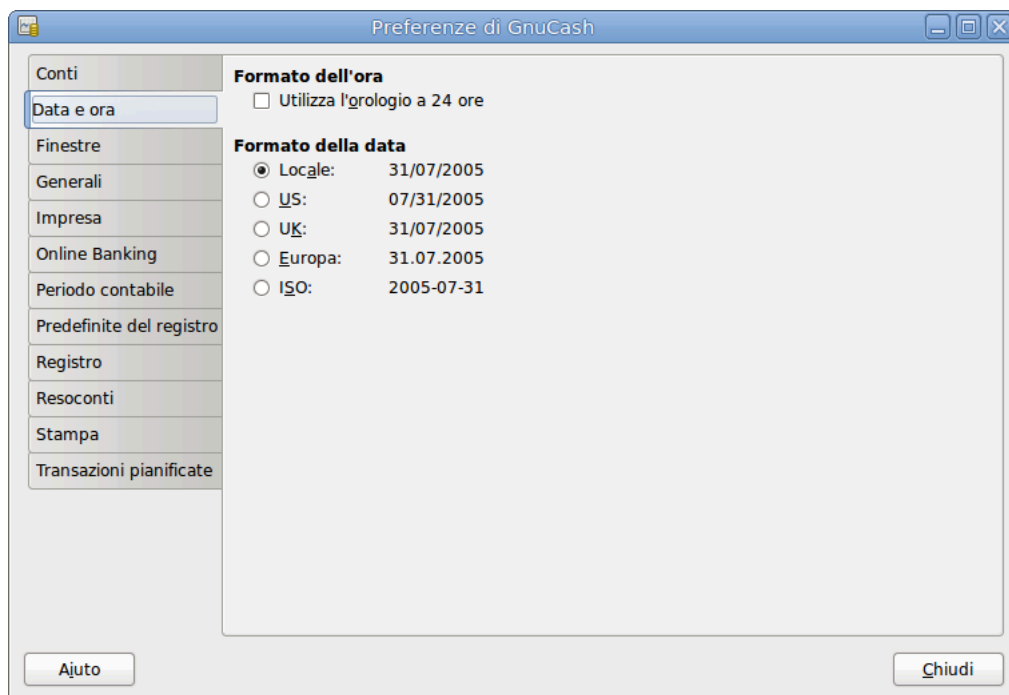 Preferenze di GnuCash
Conti
Data e ora
Finestre
Generali
Impresa
Online Banking
Periodo contabile
Predefinite del registro
Registro
Resoconti
Stampa
Transazioni pianificate
Formato dell'ora
Utilizza l'orologio a 24 ore
Formato della data
Locale: 31/07/2005
US: 07/31/2005
UK: 31/07/2005
Europa: 31.07.2005
ISO: 2005-07-31
Aiuto
Chiudi